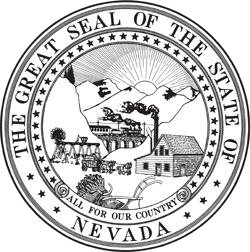 THE GREAT SEAL OF THE STATE OF
NEVADA
ALL FOR OUR COUNTRY